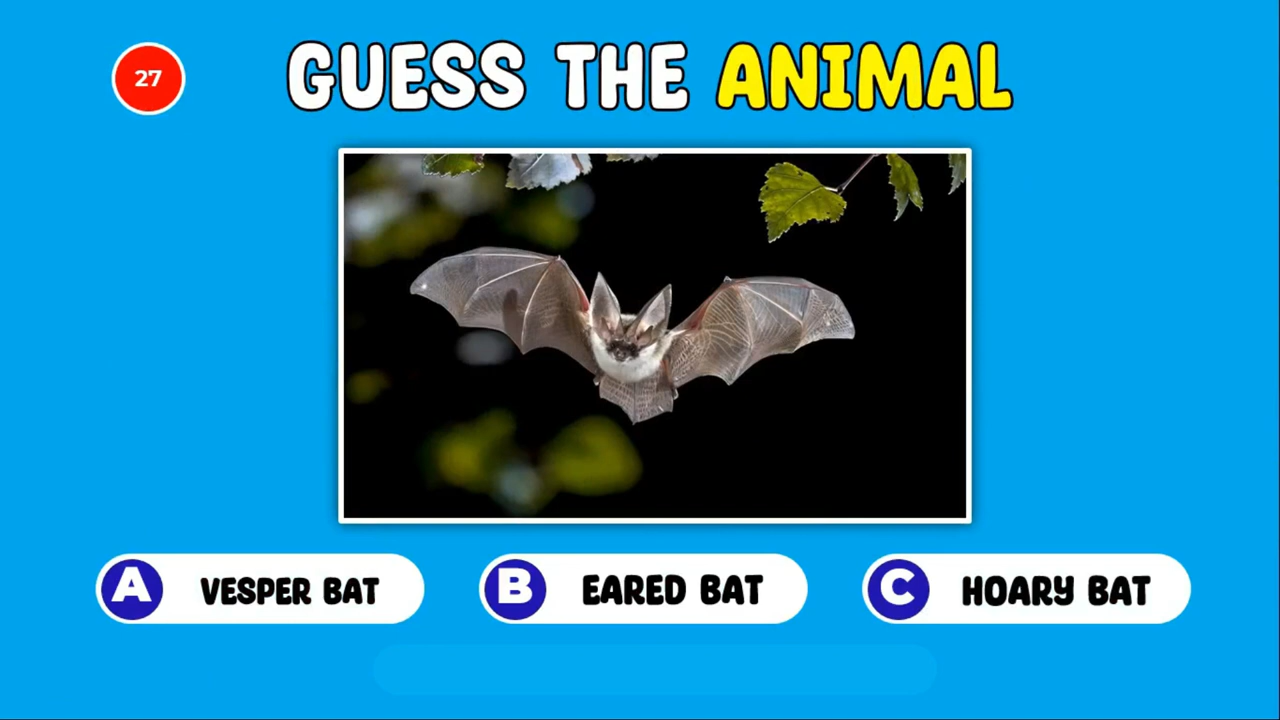 27
GUESS THE ANIMAL
A VESPER BAT
B EARED BAT
C HOARY BAT